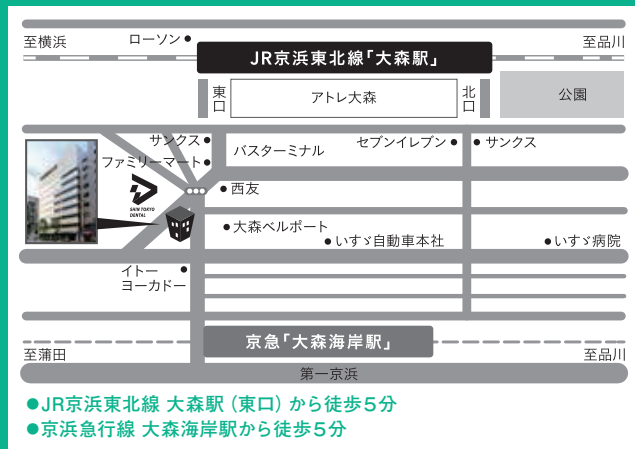 至横浜
ローソン
JR京浜東北線「大森駅」
至品川
東口
アトレ大森
北口
公園
サンクス
ファミリーマート
バスターミナル
セブンイレブン
サンクス
SHIN TOKYO
DENTAL
西友
大森ベルポート
いすゞ自動車本社
いすゞ病院
イトー
ヨーカドー
京急「大森海岸駅」
至蒲田
至品川
第一京浜
●JR京浜東北線 大森駅（東口）から徒歩5分
●京浜急行線 大森海岸駅から徒歩5分